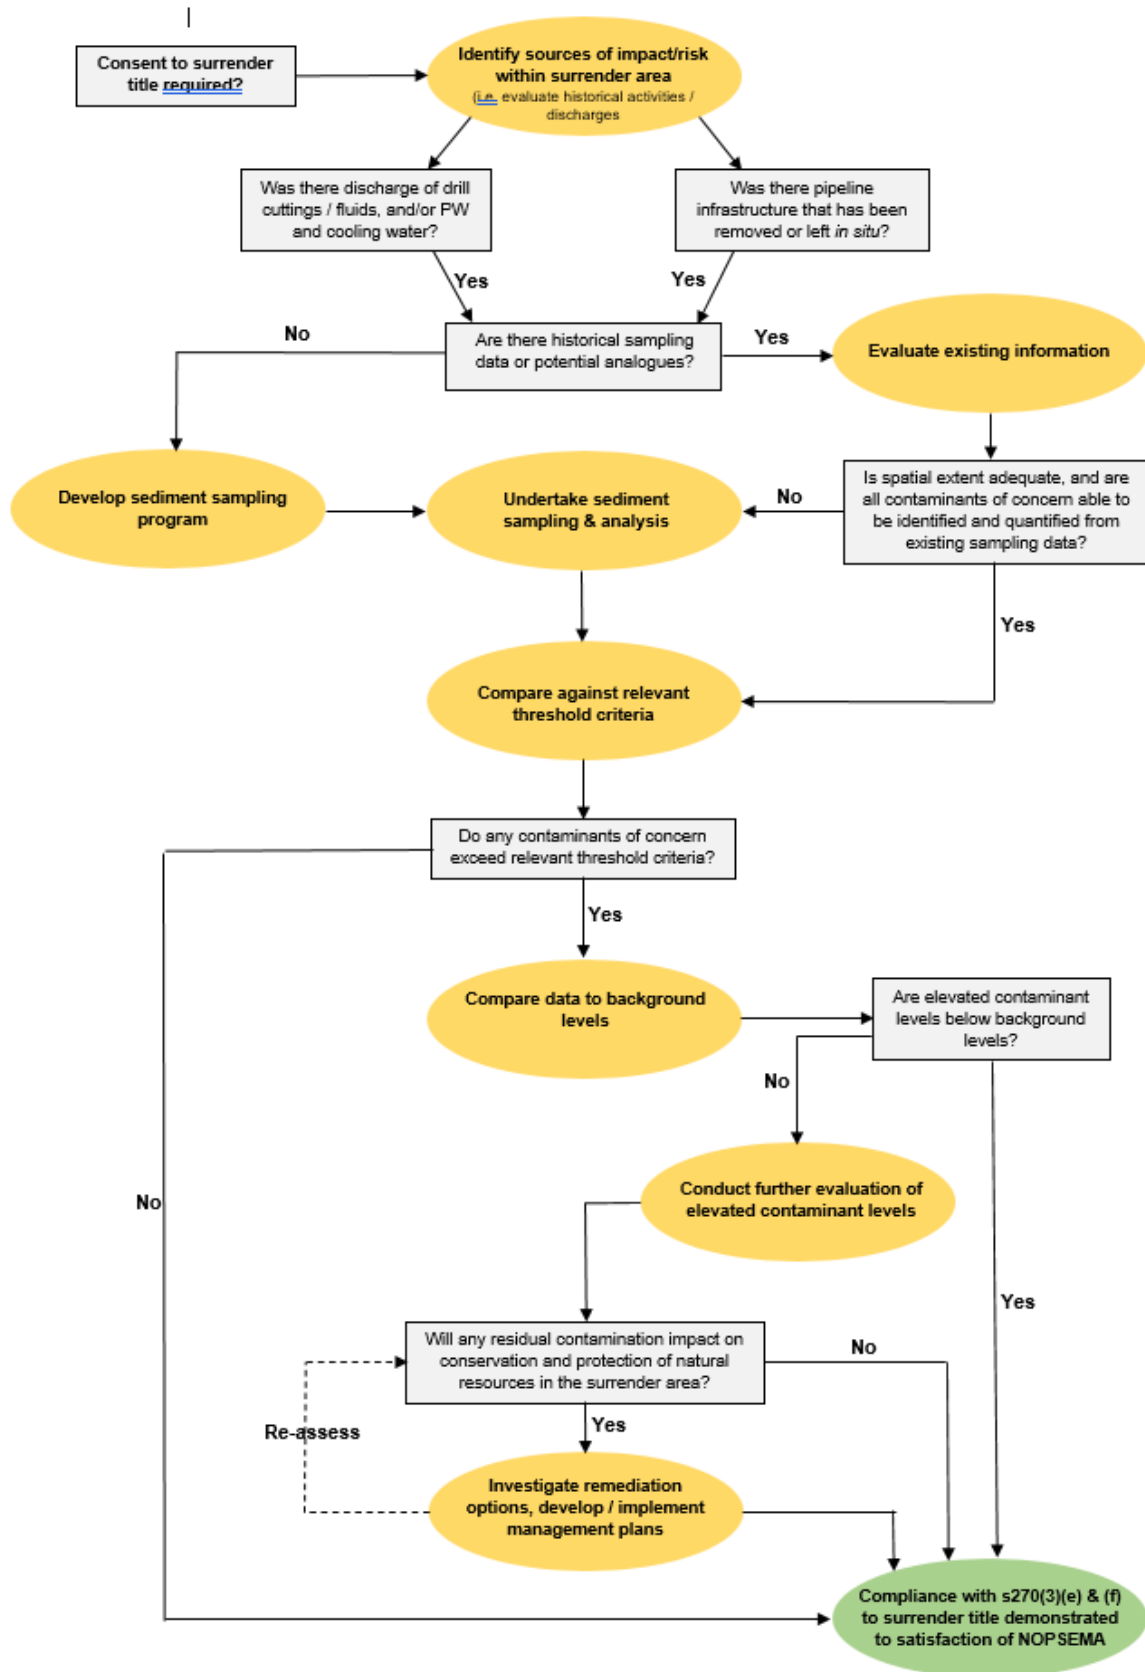 Consent to surrender
title required?
Identify sources of impact/risk
within surrender area
(i.e. evaluate historical activities /
discharges
Was there discharge of drill
cuttings / fluids, and/or PW
and cooling water?
Was there pipeline
infrastructure that has been
removed or left in situ?
Yes
Yes
No
Are there historical sampling
data or potential analogues?
Yes
Evaluate existing information
Develop sediment sampling
program
Undertake sediment
sampling & analysis
No
Is spatial extent adequate, and are
all contaminants of concern able to
be identified and quantified from
existing sampling data?
Yes
Compare against relevant
threshold criteria
Do any contaminants of concern
exceed relevant threshold criteria?
Yes
Compare data to background
levels
Are elevated contaminant
levels below background
levels?
No
Conduct further evaluation of
elevated contaminant levels
No
Yes
Will any residual contamination impact on
conservation and protection of natural
resources in the surrender area?
No
Yes
Re-assess
Investigate remediation
options, develop / implement
management plans
Compliance with s270(3)(e) & (f)
to surrender title demonstrated
to satisfaction of NOPSEMA